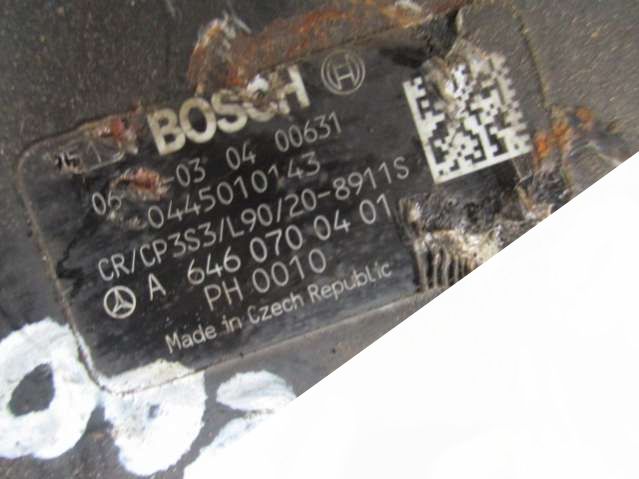 BOSCH
06 -03 04 00631
0445010143
CR/CP3S3/L90/20-8911S
A 646 070 04 01
PH 0010
Made in Czech Republic